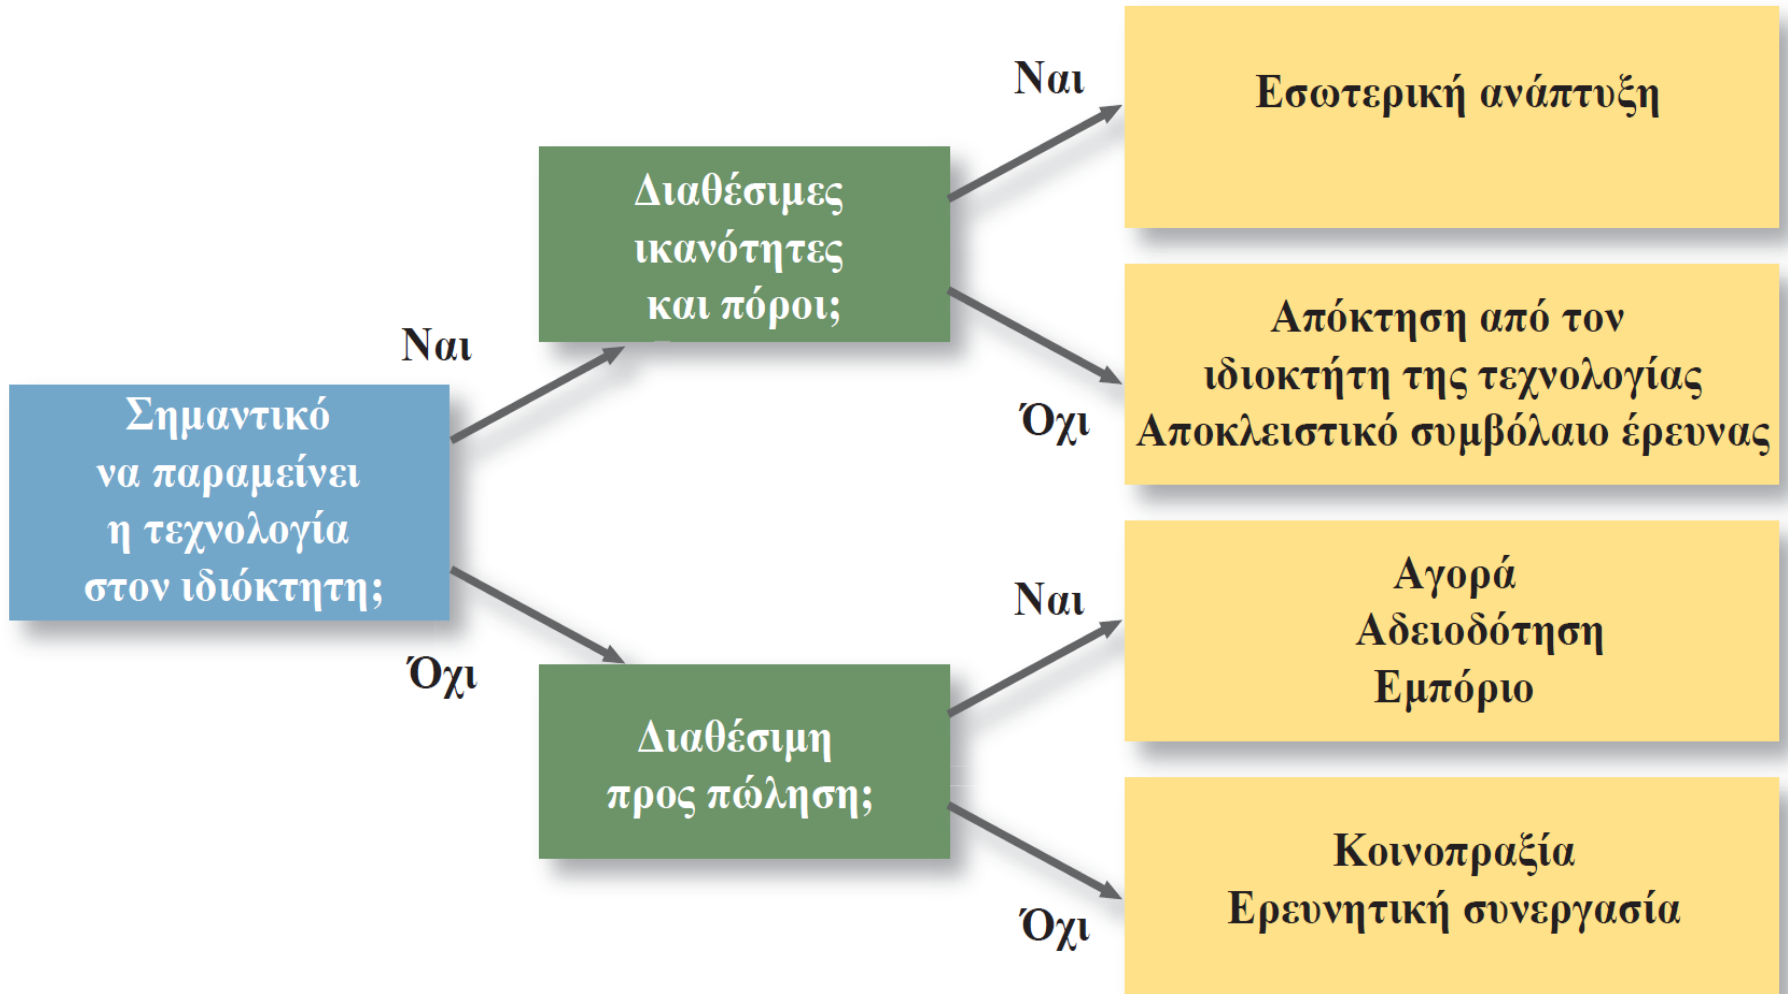 Σημαντικό
να παραμείνει
η τεχνολογία
στον ιδιόκτητη;
Ναι
Όχι
Διαθέσιμες
ικανότητες
και πόροι;
Ναι
Όχι
Διαθέσιμη
προς πώληση;
Ναι
Όχι
Εσωτερική ανάπτυξη
Απόκτηση από τον
ιδιοκτήτη της τεχνολογίας
Αποκλειστικό συμβόλαιο έρευνας
Αγορά
Αδειοδότηση
Εμπόριο
Κοινοπραξία
Ερευνητική συνεργασία